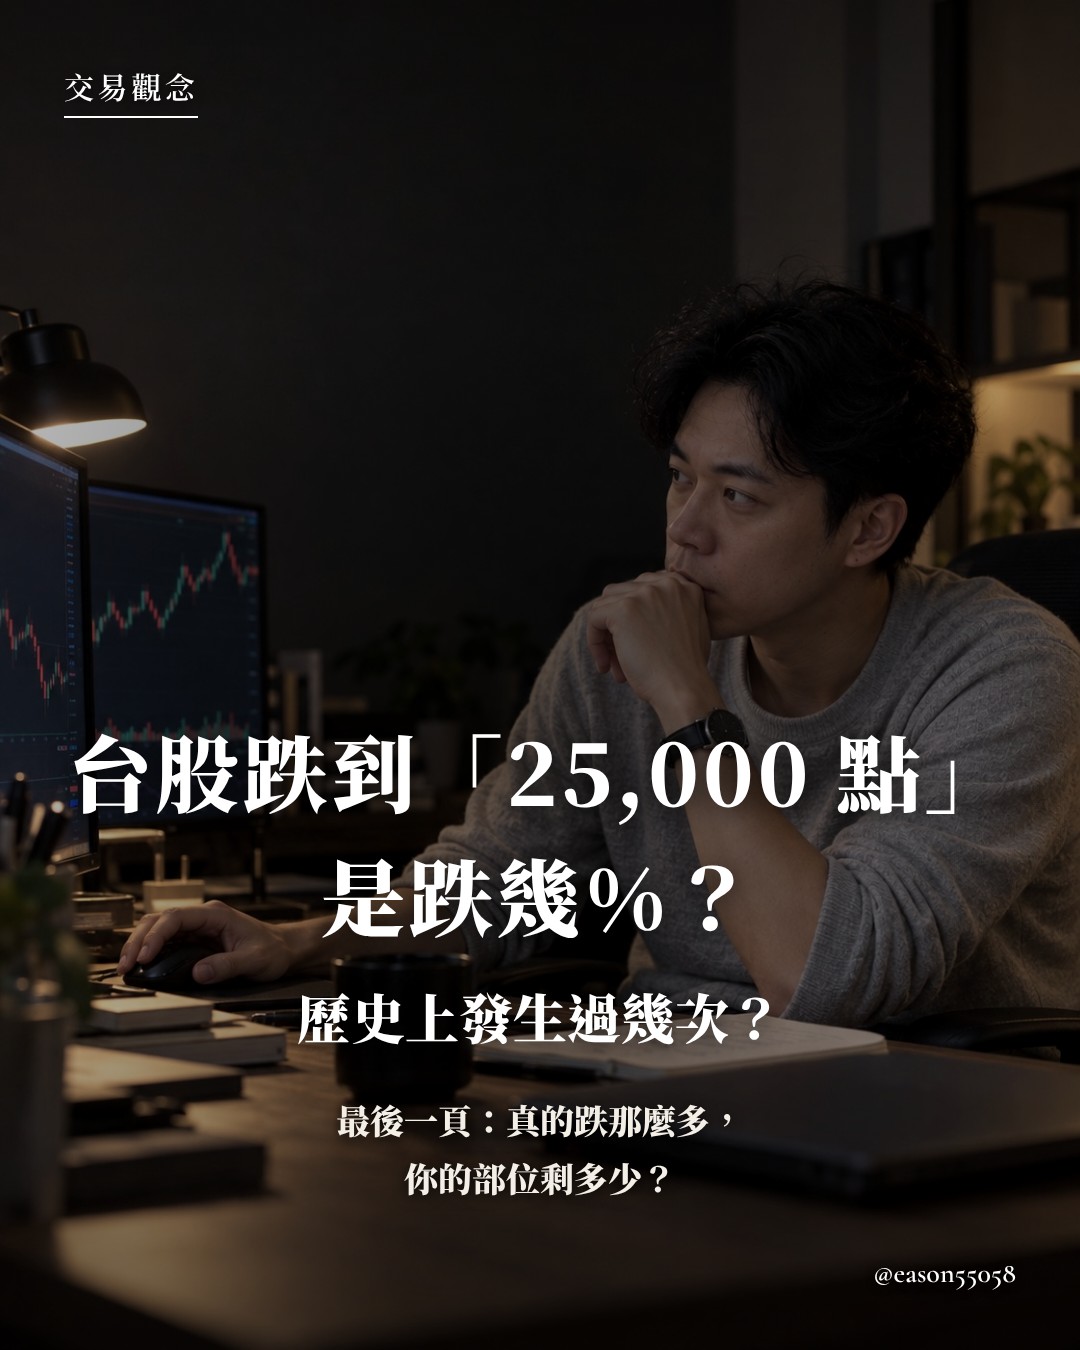 交易觀念
台股跌到「25,000 點」
是跌幾%？
歷史上發生過幾次？
最後一頁：真的跌那麼多，
你的部位剩多少？
@eason55058